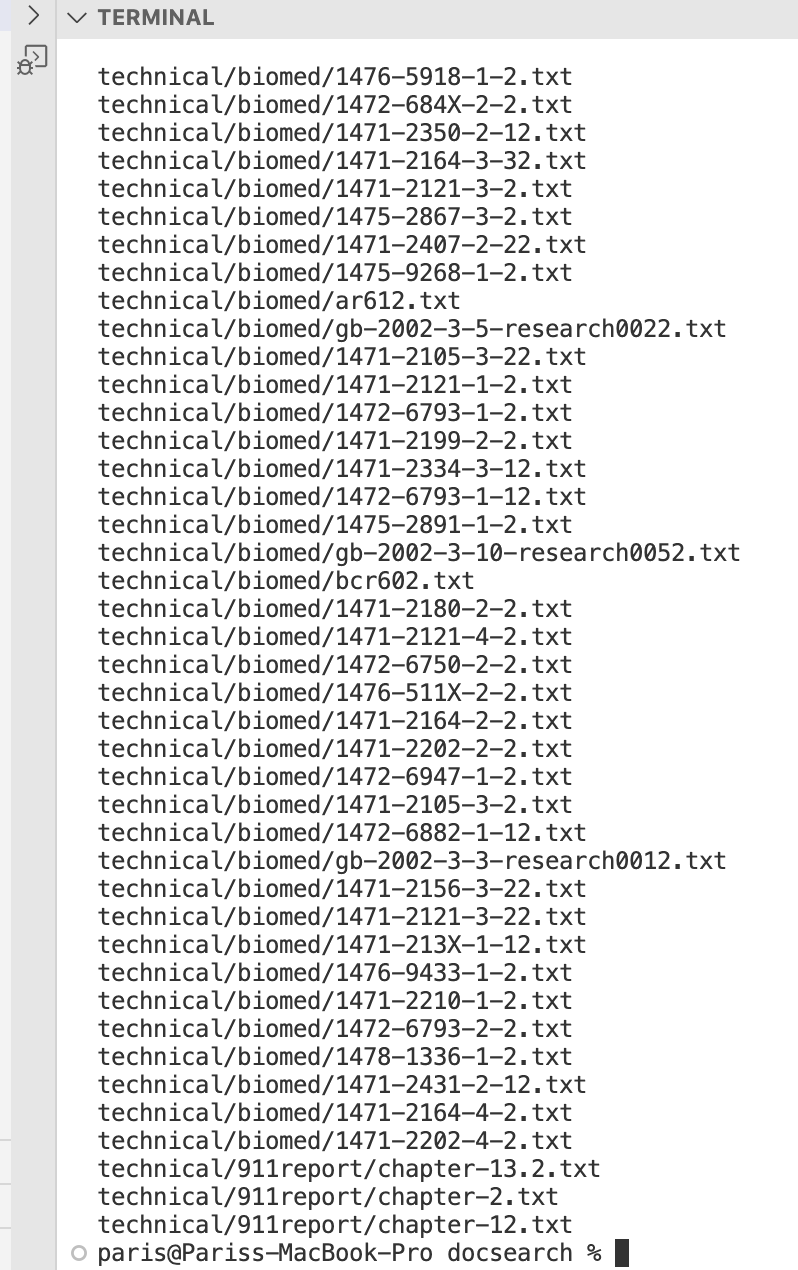 TERMINAL
technical/biomed/1476-5918-1-2.txt
technical/biomed/1472-684X-2-2.txt
technical/biomed/1471-2350-2-12.txt
technical/biomed/1471-2164-3-32.txt
technical/biomed/1471-2121-3-2.txt
technical/biomed/1475-2867-3-2.txt
technical/biomed/1471-2407-2-22.txt
technical/biomed/1475-9268-1-2.txt
technical/biomed/ar612.txt
technical/biomed/gb-2002-3-5-research0022.txt
technical/biomed/1471-2105-3-22.txt
technical/biomed/1471-2121-1-2.txt
technical/biomed/1472-6793-1-2.txt
technical/biomed/1471-2199-2-2.txt
technical/biomed/1471-2334-3-12.txt
technical/biomed/1472-6793-1-12.txt
technical/biomed/1475-2891-1-2.txt
technical/biomed/gb-2002-3-10-research0052.txt
technical/biomed/bcr602.txt
technical/biomed/1471-2180-2-2.txt
technical/biomed/1471-2121-4-2.txt
technical/biomed/1472-6750-2-2.txt
technical/biomed/1476-511X-2-2.txt
technical/biomed/1471-2164-2-2.txt
technical/biomed/1471-2202-2-2.txt
technical/biomed/1472-6947-1-2.txt
technical/biomed/1471-2105-3-2.txt
technical/biomed/1472-6882-1-12.txt
technical/biomed/gb-2002-3-3-research0012.txt
technical/biomed/1471-2156-3-22.txt
technical/biomed/1471-2121-3-22.txt
technical/biomed/1471-213X-1-12.txt
technical/biomed/1476-9433-1-2.txt
technical/biomed/1471-2210-1-2.txt
technical/biomed/1472-6793-2-2.txt
technical/biomed/1478-1336-1-2.txt
technical/biomed/1471-2431-2-12.txt
technical/biomed/1471-2164-4-2.txt
technical/biomed/1471-2202-4-2.txt
technical/911report/chapter-13.2.txt
technical/911report/chapter-2.txt
technical/911report/chapter-12.txt
paris@Pariss-MacBook-Pro docsearch %